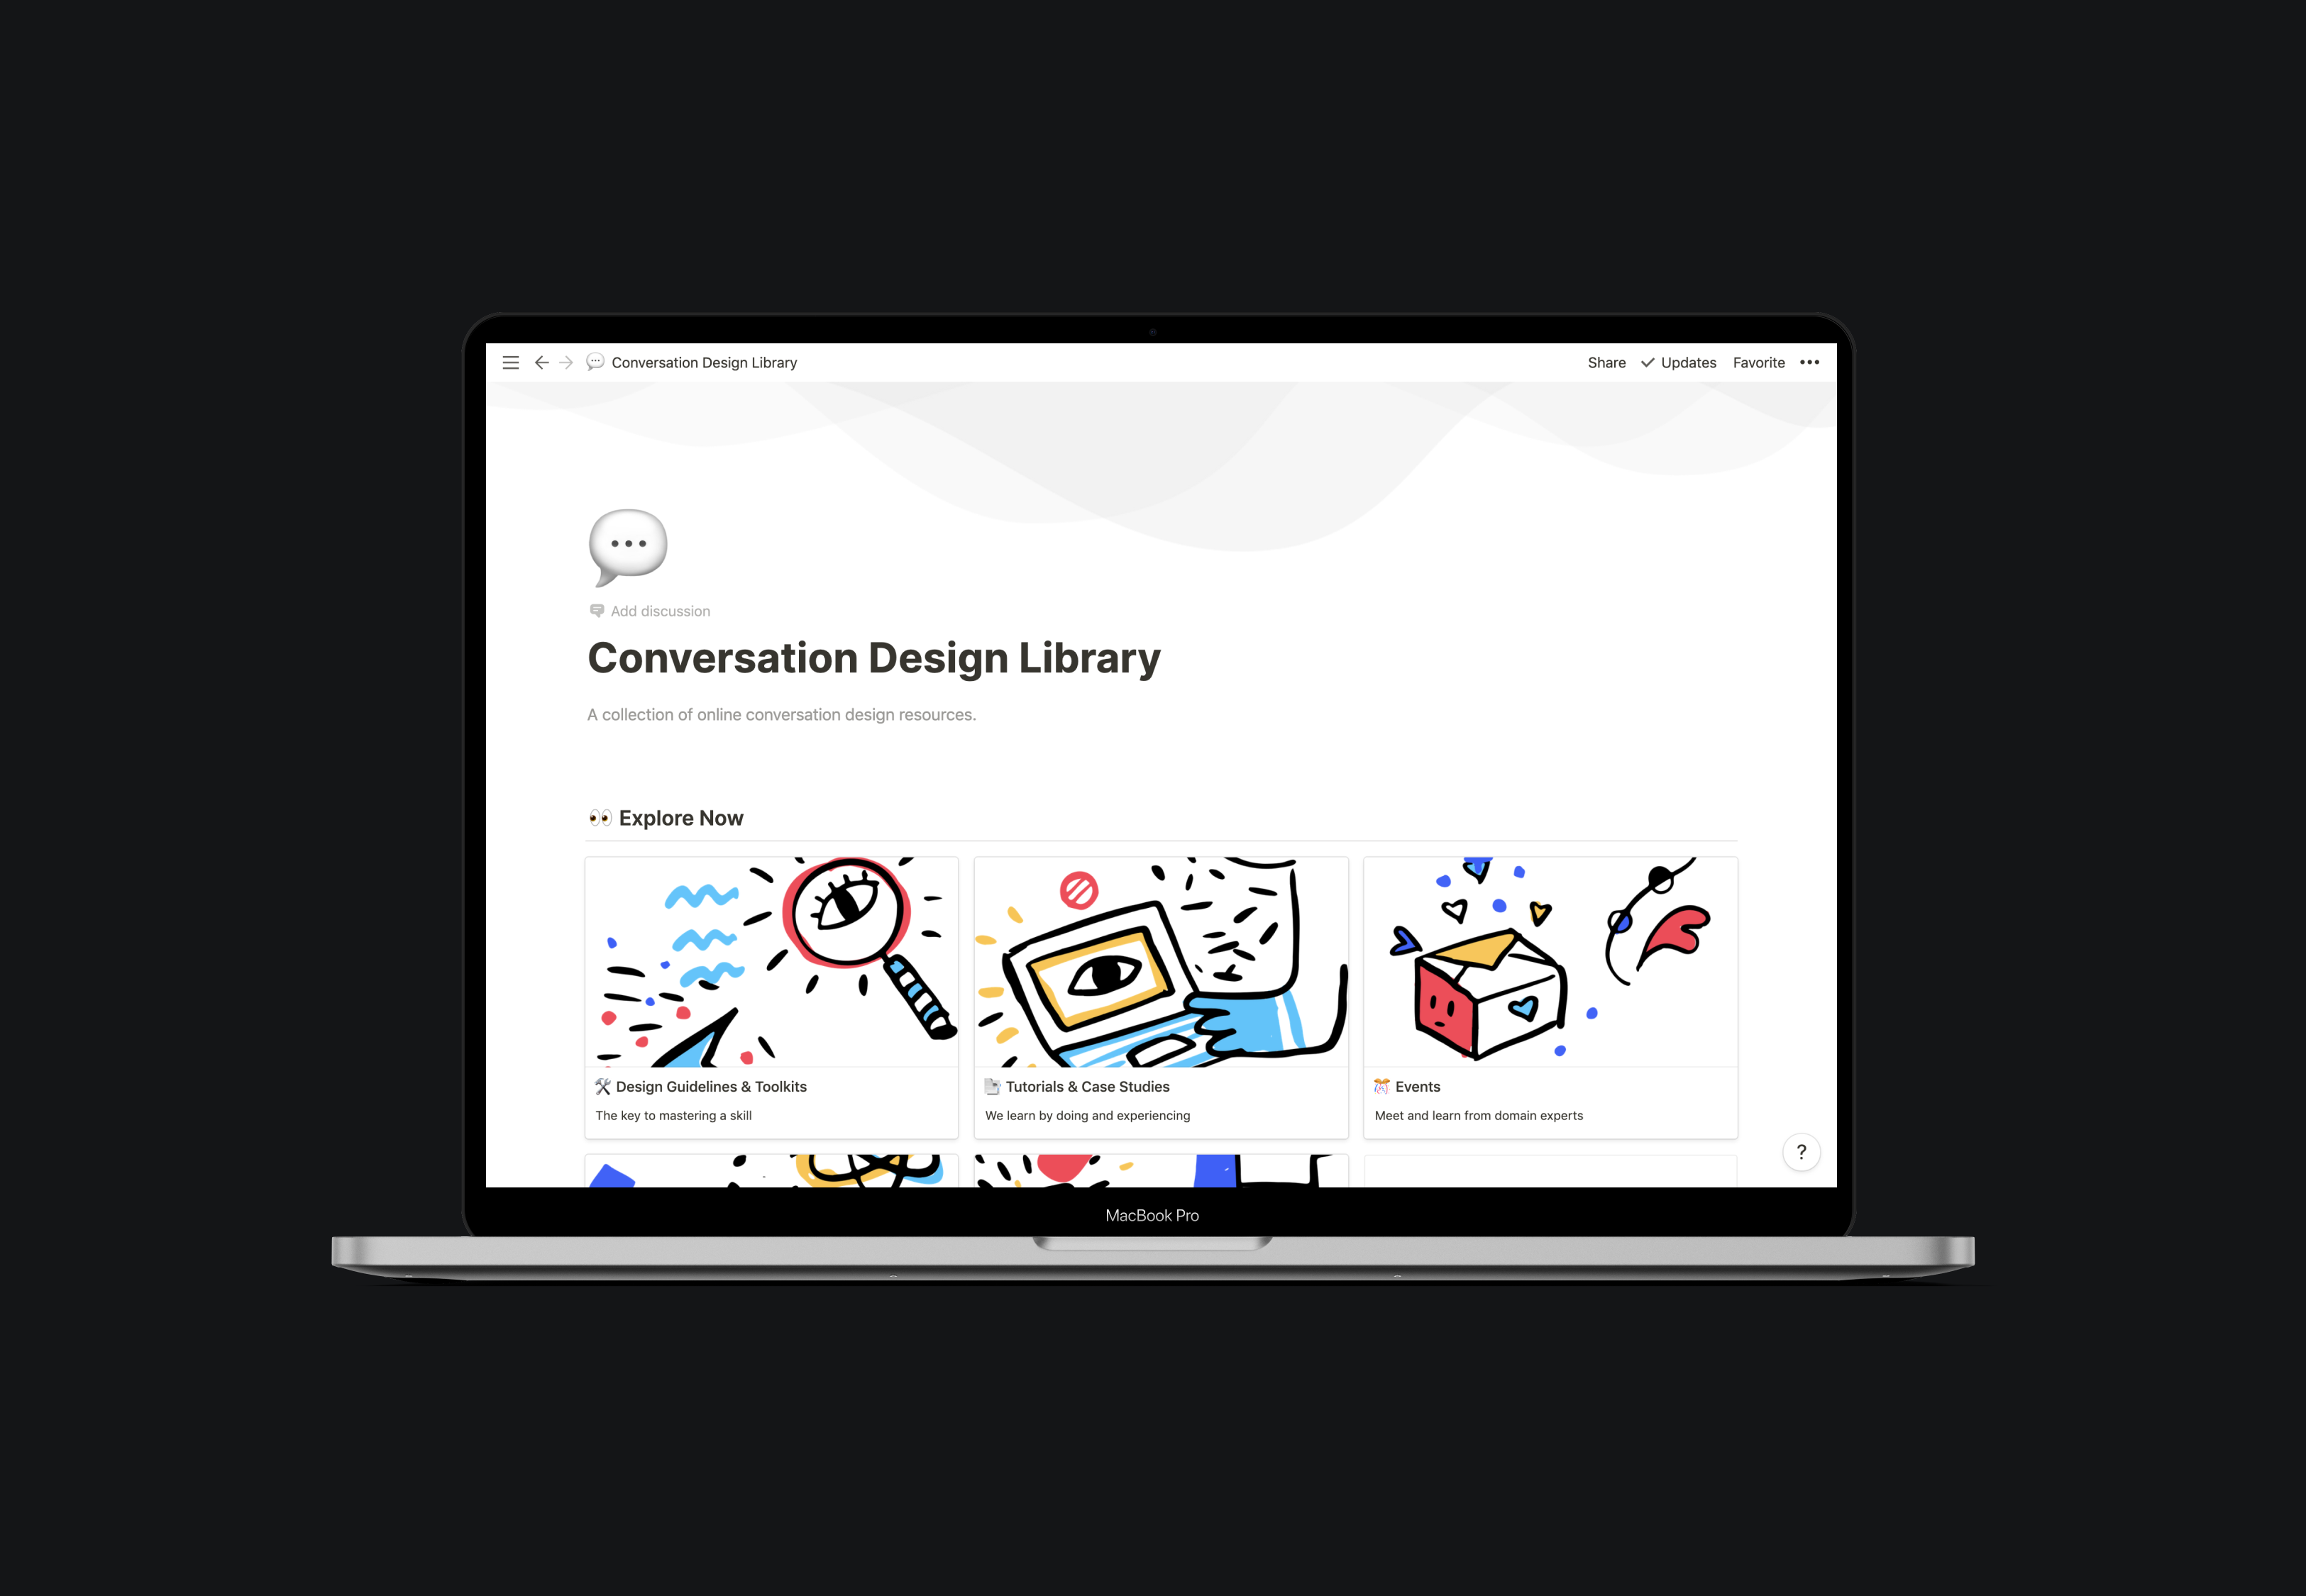 Conversation Design Library
Share Updates Favorite
Add discussion
Conversation Design Library
A collection of online conversation design resources.
Explore Now
Design Guidelines & Toolkits
The key to mastering a skill
Tutorials & Case Studies
We learn by doing and experiencing
Events
Meet and learn from domain experts
?
MacBook Pro